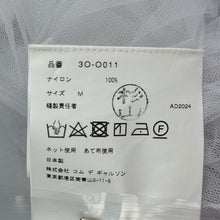 品番 3O-O011
ナイロン 100%
サイズ M
縫製責任者
AD2024
ネット使用 あて布使用
日本製
株式会社 コム デ ギャルソン
東京都港区南青山5-11-5